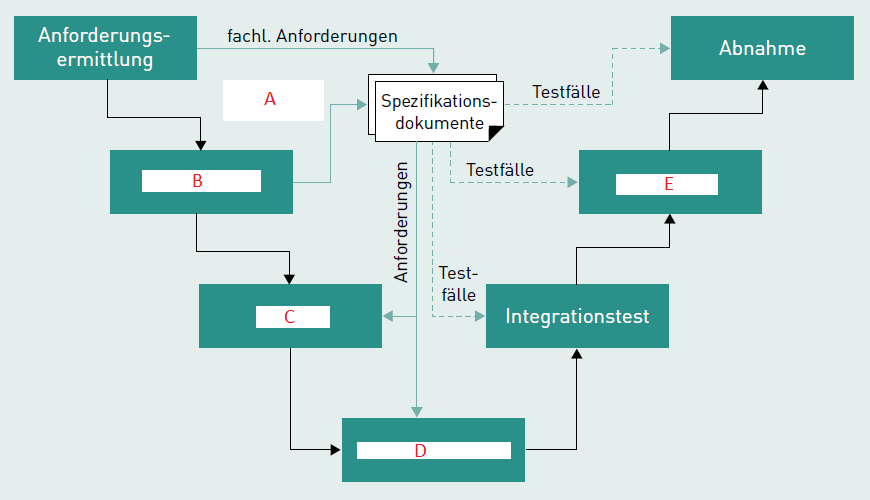 Anforderungs-
ermittlung
fachl. Anforderungen
Abnahme
A
Spezifikations-
dokumente
Testfälle
B
Testfälle
E
Anforderungen
Test-
fälle
C
Integrationstest
D